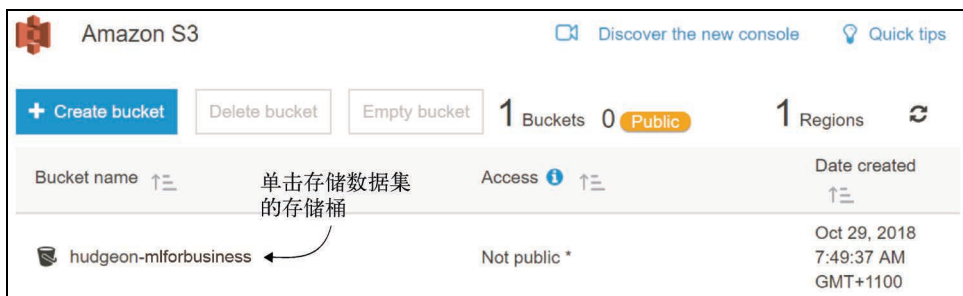 Amazon S3
Discover the new console
Quick tips
+ Create bucket
Delete bucket
Empty bucket
1 Buckets 0 Public
1 Regions
Bucket name
单击存储数据集
的存储桶
Access
Date created
hudgeon-mlforbusiness
Not public *
Oct 29, 2018
7:49:37 AM
GMT+1100